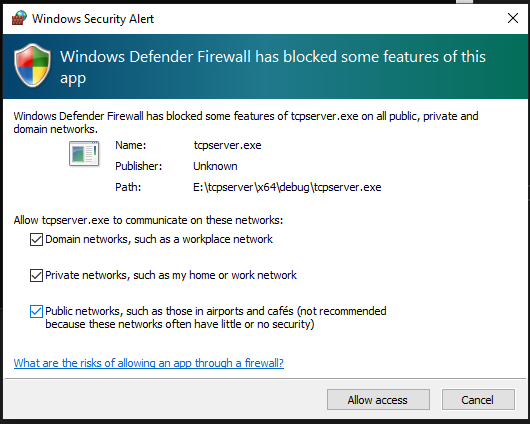 Windows Security Alert
Windows Defender Firewall has blocked some features of this
app
Windows Defender Firewall has blocked some features of tcpserver.exe on all public, private and
domain networks.
Name: tcpserver.exe
Publisher: Unknown
Path: E:\tcpserver\x64\debug\tcpserver.exe
Allow tcpserver.exe to communicate on these networks:
Domain networks, such as a workplace network
Private networks, such as my home or work network
Public networks, such as those in airports and cafés (not recommended
because these networks often have little or no security)
What are the risks of allowing an app through a firewall?
Allow access Cancel